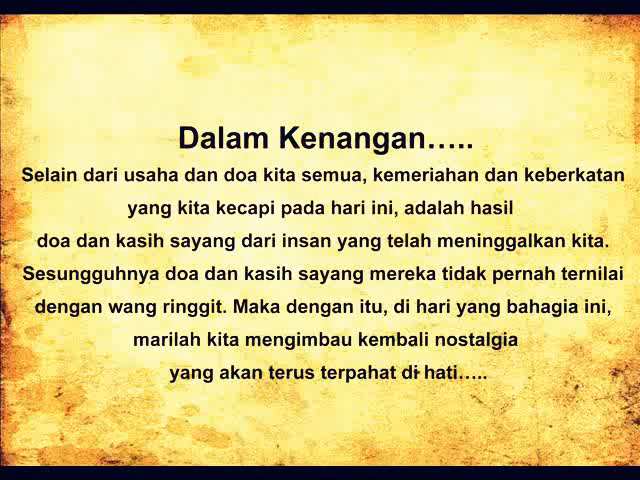 Dalam Kenangan.....
Selain dari usaha dan doa kita semua, kemeriahan dan keberkatan
yang kita kecapi pada hari ini, adalah hasil
doa dan kasih sayang dari insan yang telah meninggalkan kita.
Sesungguhnya doa dan kasih sayang mereka tidak pernah ternilai
dengan wang ringgit. Maka dengan itu, di hari yang bahagia ini,
marilah kita mengimbau kembali nostalgia
yang akan terus terpahat di hati.....